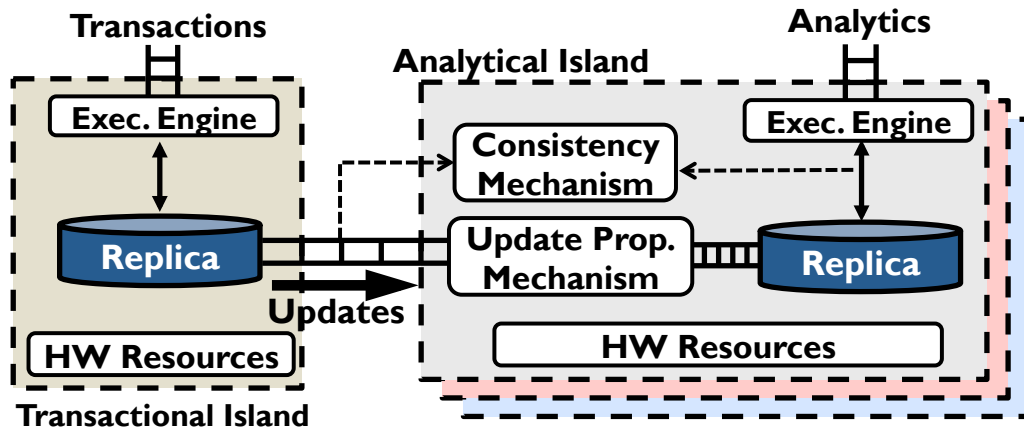 Transactions
Exec. Engine
Replica
Updates
HW Resources
Transactional Island
Analytics
Analytical Island
Exec. Engine
Consistency
Mechanism
Update Prop.
Mechanism
Replica
HW Resources